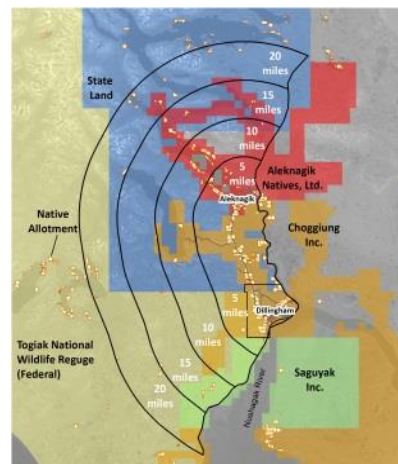 20
miles
State
Land
15
miles
10
miles
5
miles
Aleknagik
Natives, Ltd.
Aleknagik
Native
Allotment
Choggiung
Inc.
5
miles
Dillingham
10
miles
Togiak National
Wildlife Reguge
(Federal)
15
miles
20
miles
Nushagak River
Saguyak
Inc.